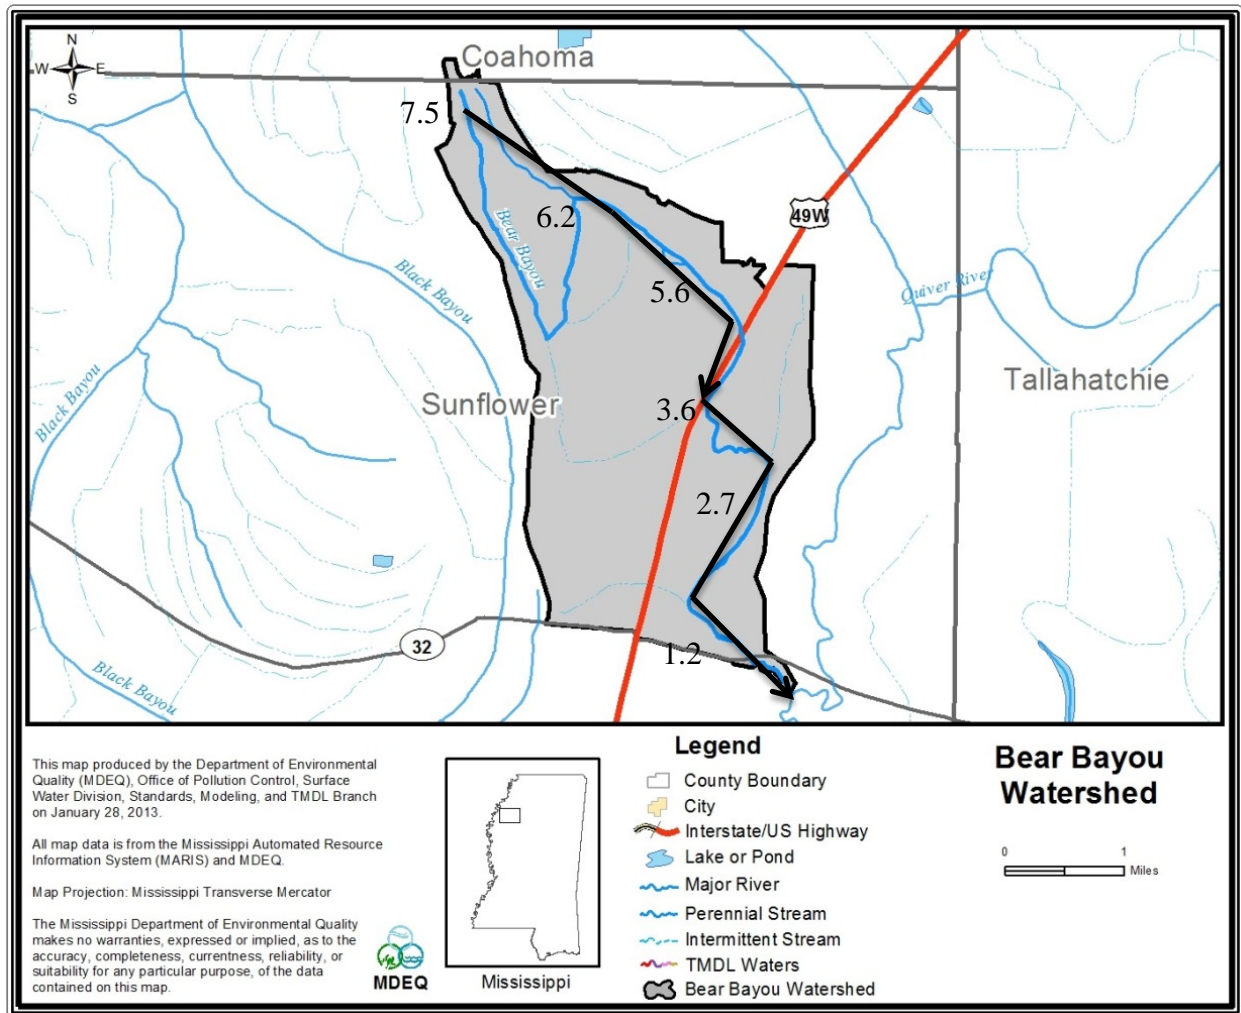 N
W
E
S
Coahoma
7.5
6.2
49W
Bear Bayou
Black Bayou
Quiver River
5.6
Tallahatchie
Black Bayou
Sunflower
3.6
2.7
32
1.2
Black Bayou
This map produced by the Department of Environmental
Quality (MDEQ), Office of Pollution Control, Surface
Water Division, Standards, Modeling, and TMDL Branch
on January 28, 2013.
All map data is from the Mississippi Automated Resource
Information System (MARIS) and MDEQ.
Map Projection: Mississippi Transverse Mercator
The Mississippi Department of Environmental Quality
makes no warranties, expressed or implied, as to the
accuracy, completeness, currentness, reliability, or
suitability for any particular purpose, of the data
contained on this map.
MDEQ
Mississippi
Legend
County Boundary
City
Interstate/US Highway
Lake or Pond
Major River
Perennial Stream
Intermittent Stream
TMDL Waters
Bear Bayou Watershed
Bear Bayou
Watershed
0 1
Miles